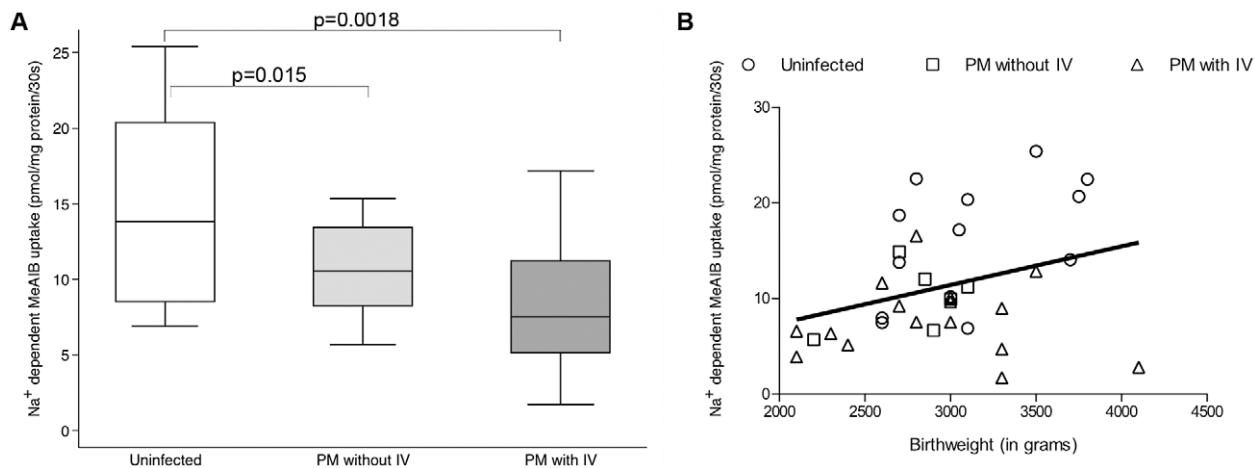 A
p=0.0018
p=0.015
Na+ dependent MeAIB uptake (pmol/mg protein/30s)
25
20
15
10
5
0
Uninfected PM without IV PM with IV
B
Uninfected PM without IV PM with IV
Na+ dependent MeAIB uptake (pmol/mg protein/30s)
30
20
10
0
2000 2500 3000 3500 4000 4500
Birthweight (in grams)